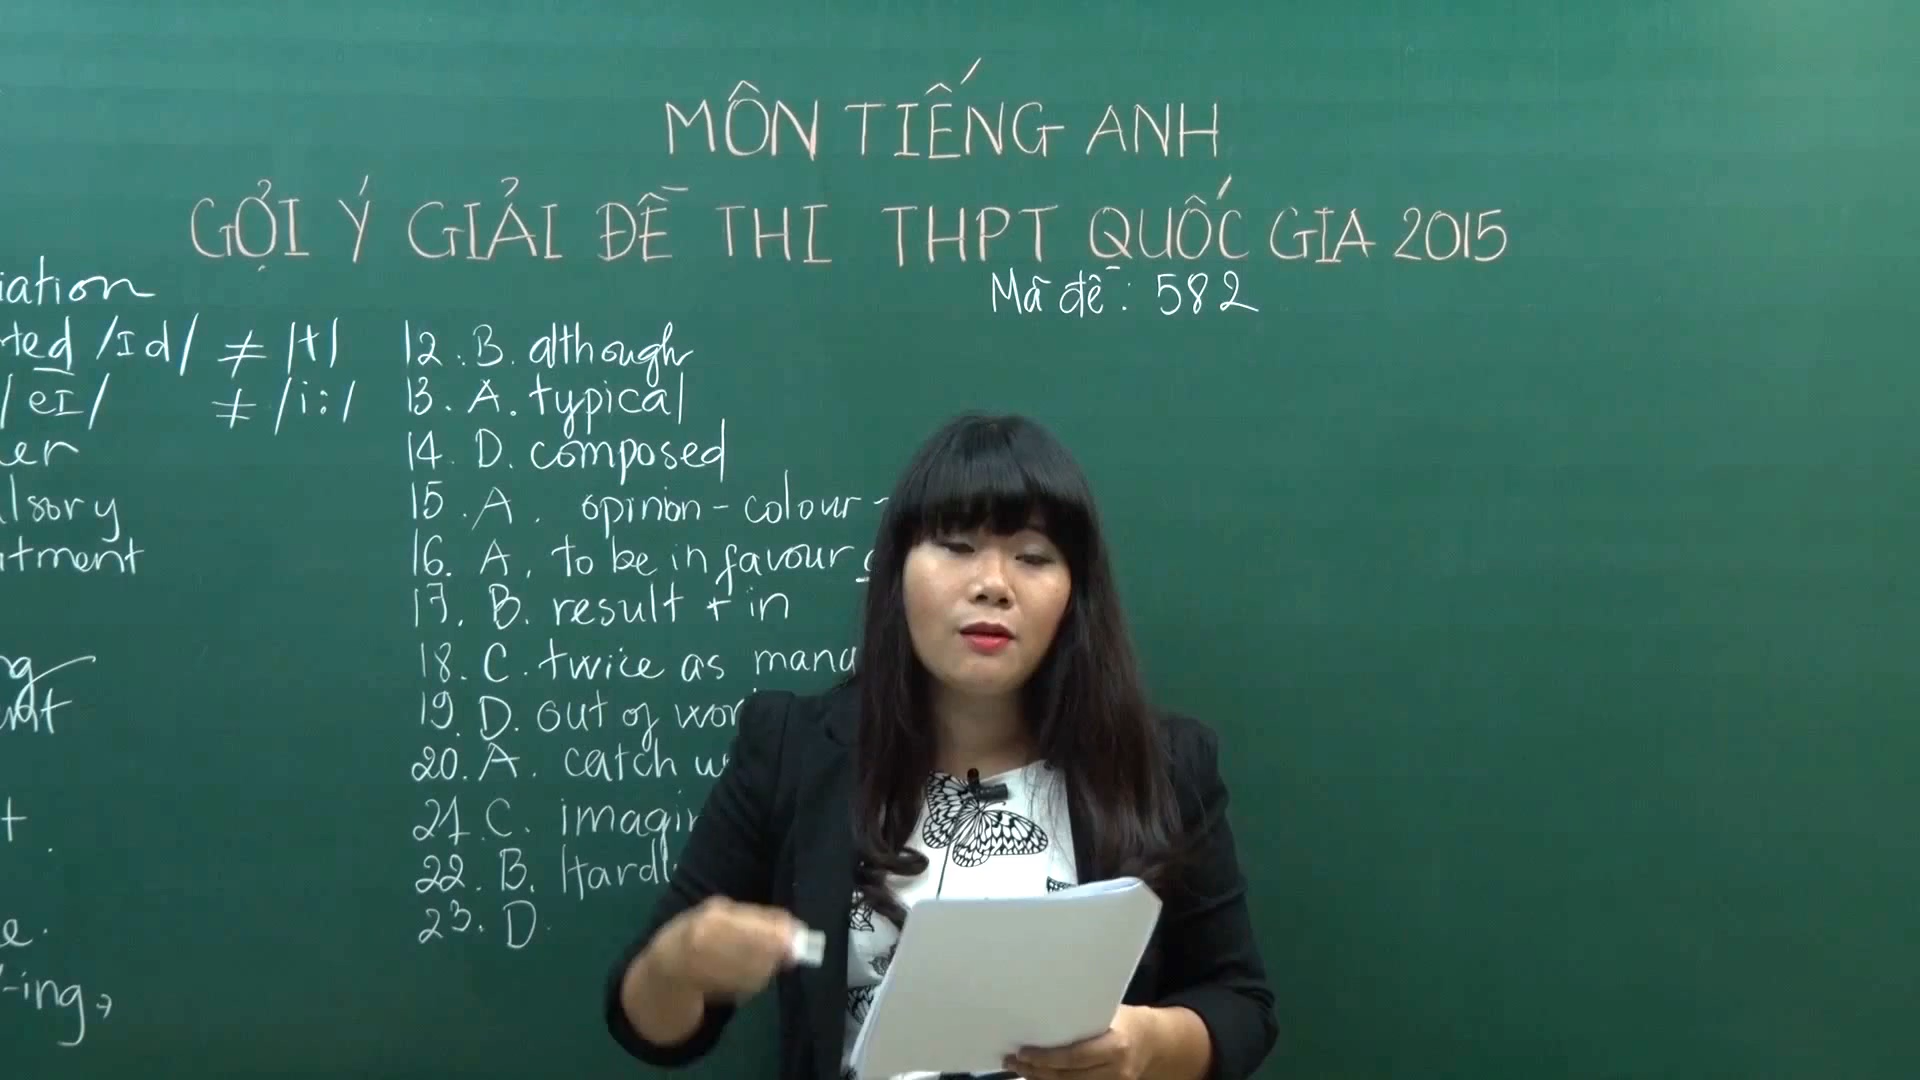 MÔN TIẾNG ANH
GỢI Ý GIẢI ĐỀ THI THPT QUỐC GIA 2015
Mã đề: 582
iation
ted /ɪd/ ≠ /t/
/eɪ/ ≠ /i:/
er
lsory
itment
ng
t
e.
-ing,
12. B. although
13. A. typical
14. D. composed
15. A. opinion - colour -
16. A. to be in favour
17. B. result + in
18. C. twice as many
19. D. out of wor
20. A. catch
21. C. imagin
22. B. Hardl
23. D.